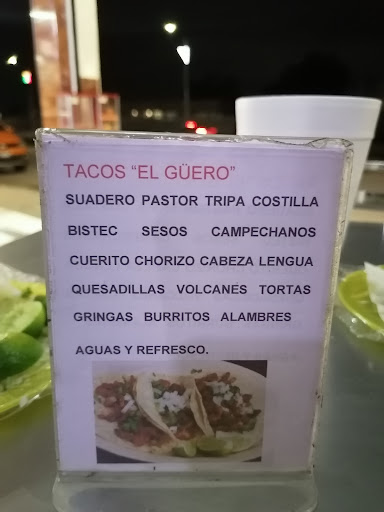 TACOS "EL GÜERO"
SUADERO PASTOR TRIPA COSTILLA
BISTEC SESOS CAMPECHANOS
CUERITO CHORIZO CABEZA LENGUA
QUESADILLAS VOLCANES TORTAS
GRINGAS BURRITOS ALAMBRES
AGUAS Y REFRESCO.